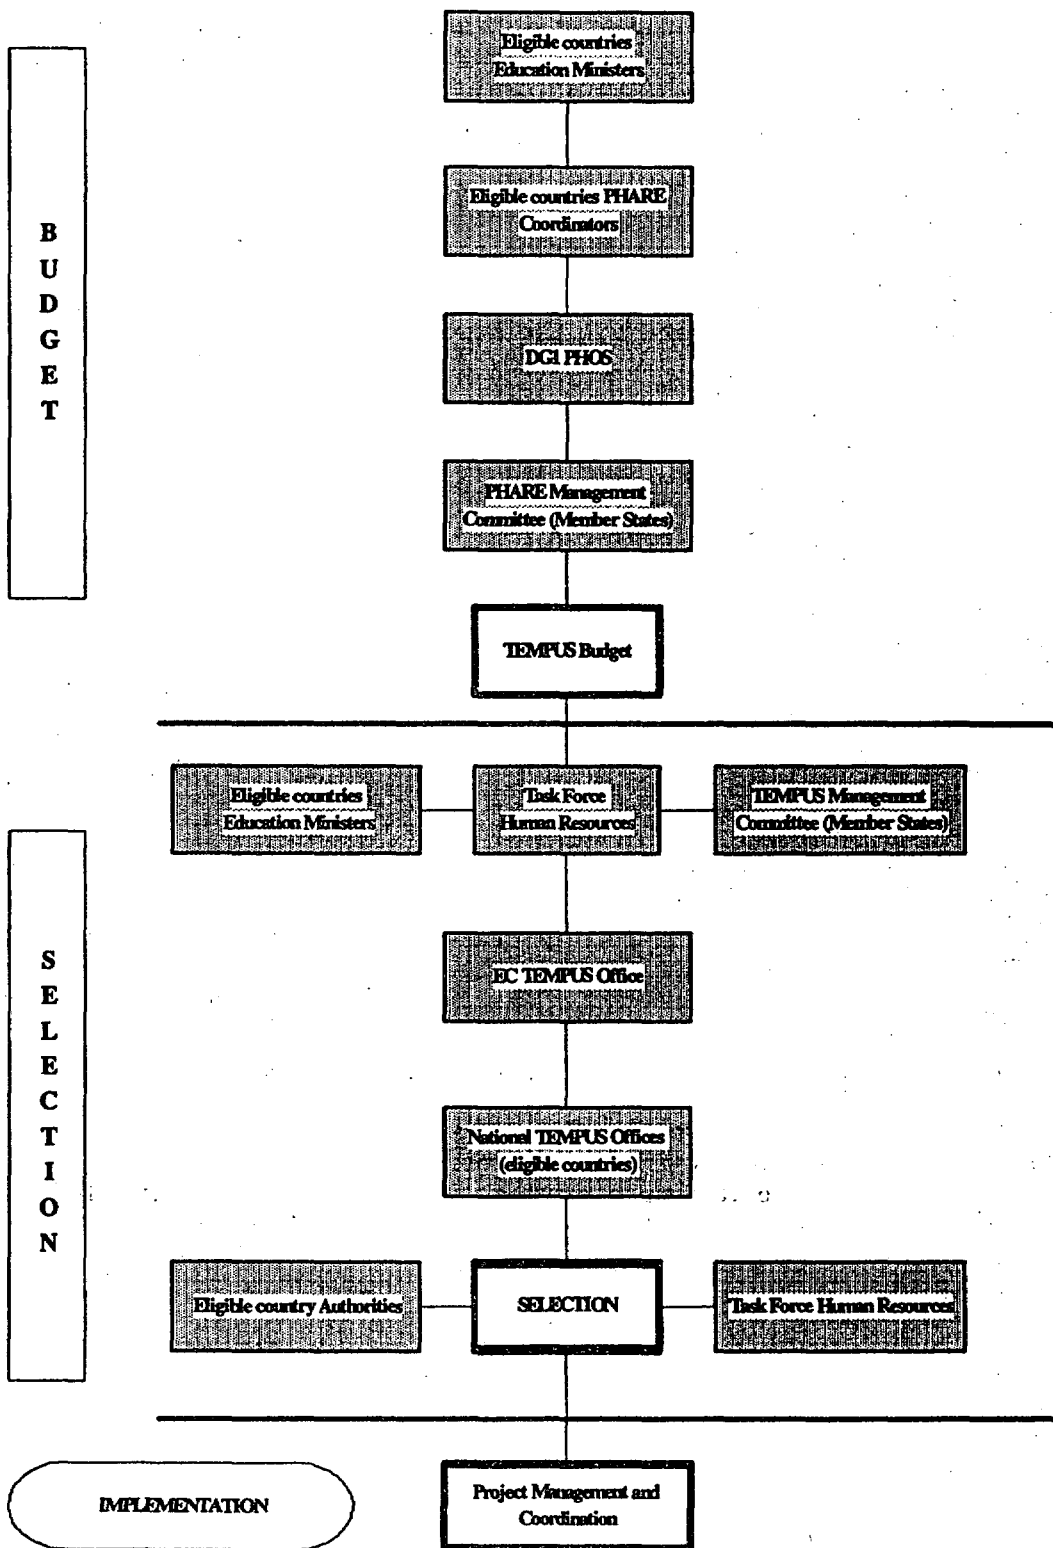 BUDGET
Eligible countries
Education Ministers
Eligible countries PHARE
Coordinators
DG1 PHOS
PHARE Management
Committee (Member States)
TEMPUS Budget
SELECTION
Eligible countries
Education Ministers
Task Force
Human Resources
TEMPUS Management
Committee (Member States)
EC TEMPUS Office
National TEMPUS Offices
(eligible countries)
Eligible country Authorities
SELECTION
Task Force Human Resources
IMPLEMENTATION
Project Management and
Coordination